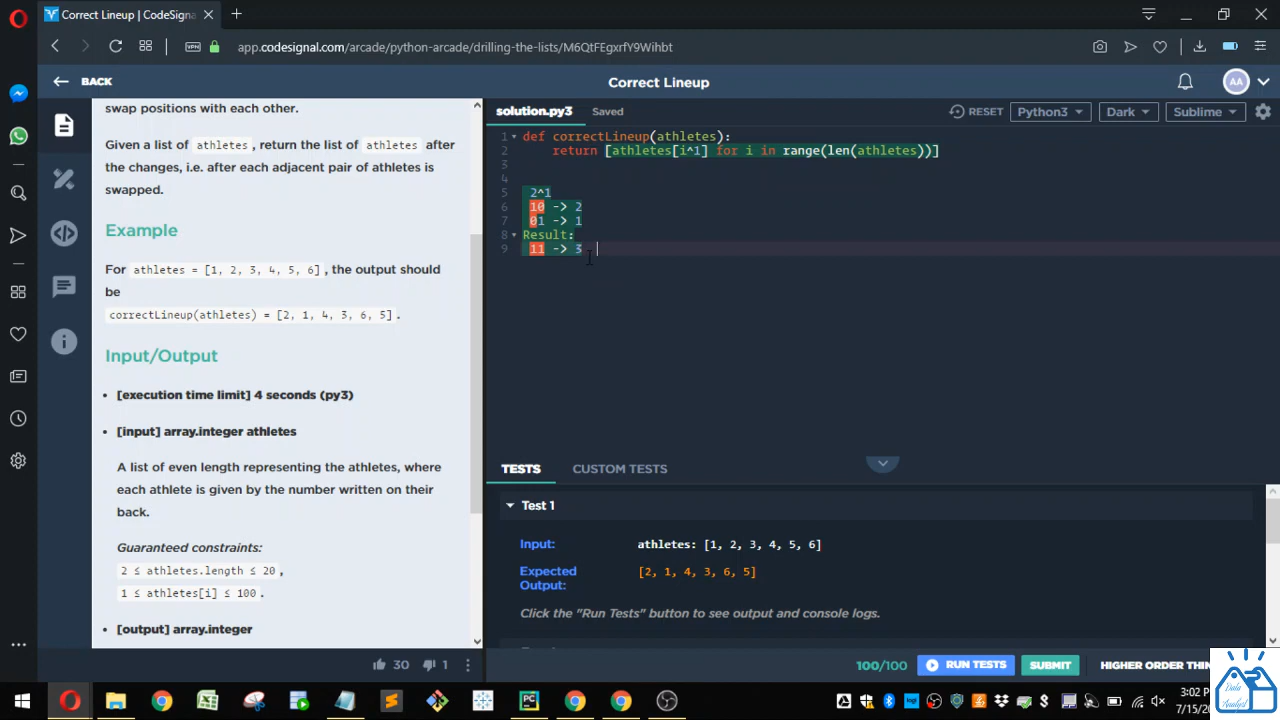 Correct Lineup | CodeSigna
VPN
app.codesignal.com/arcade/python-arcade/drilling-the-lists/M6QtFEgxrfY9Wihbt
BACK
Correct Lineup
AA
swap positions with each other.
Given a list of athletes , return the list of athletes after
the changes, i.e. after each adjacent pair of athletes is
swapped.
Example
For athletes = [1, 2, 3, 4, 5, 6] , the output should
be
correctLineup(athletes) = [2, 1, 4, 3, 6, 5] .
Input/Output
• [execution time limit] 4 seconds (py3)
• [input] array.integer athletes
A list of even length representing the athletes, where
each athlete is given by the number written on their
back.
Guaranteed constraints:
2 ≤ athletes.length ≤ 20 ,
1 ≤ athletes[i] ≤ 100 .
• [output] array.integer
30
1
solution.py3
Saved
RESET
Python3
Dark
Sublime
1 def correctLineup(athletes):
2 return [athletes[i^1] for i in range(len(athletes))]
3
4
5 2^1
6 10 -> 2
7 01 -> 1
8 Result:
9 11 -> 3
TESTS
CUSTOM TESTS
Test 1
Input: athletes: [1, 2, 3, 4, 5, 6]
Expected [2, 1, 4, 3, 6, 5]
Output:
Click the "Run Tests" button to see output and console logs.
100/100
RUN TESTS
SUBMIT
HIGHER ORDER THIN
:02 PM
7/15/20
Data
Analyst